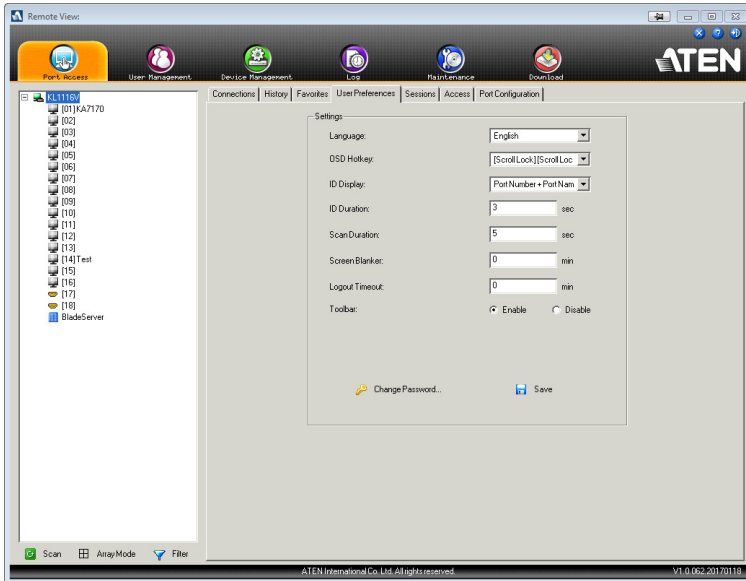 Remote View:
ATEN
Port Access
User Management
Device Management
Log
Maintenance
Download
Connections
History
Favorites
User Preferences
Sessions
Access
Port Configuration
KL1116V
[01]KA7170
[02]
[03]
[04]
[05]
[06]
[07]
[08]
[09]
[10]
[11]
[12]
[13]
[14]Test
[15]
[16]
[17]
[18]
BladeServer
Settings
Language: English
OSD Hotkey: [Scroll Lock][Scroll Loc
ID Display: Port Number + Port Nam
ID Duration: 3 sec
Scan Duration: 5 sec
Screen Blanker: 0 min
Logout Timeout: 0 min
Toolbar: Enable Disable
Change Password... Save
Scan Array Mode Filter
ATEN International Co. Ltd. All rights reserved.
V1.0.062.20170118